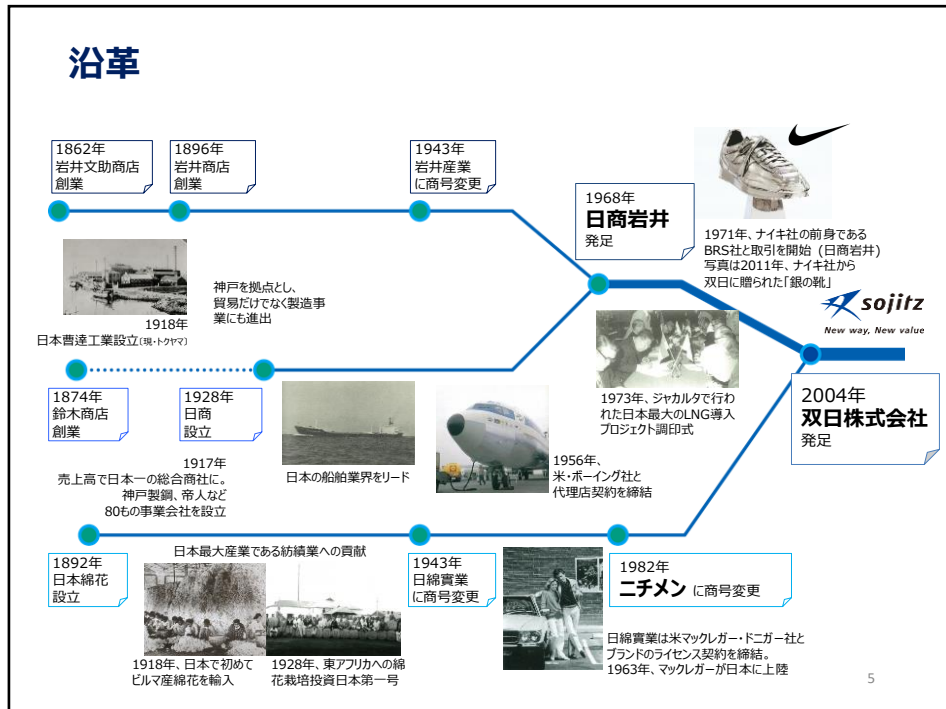 沿革
1862年
岩井文助商店
創業
1896年
岩井商店
創業
1943年
岩井産業
に商号変更
1968年
日商岩井
発足
1971年、ナイキ社の前身である
BRS社と取引を開始 (日商岩井)
写真は2011年、ナイキ社から
双日に贈られた「銀の靴」
神戸を拠点とし、
貿易だけでなく製造事
業にも進出
1918年
日本曹達工業設立〔現・トクヤマ〕
sojitz
New way, New value
1874年
鈴木商店
創業
1928年
日商
設立
1973年、ジャカルタで行わ
れた日本最大のLNG導入
プロジェクト調印式
2004年
双日株式会社
発足
1917年
売上高で日本一の総合商社に。
神戸製鋼、帝人など
80もの事業会社を設立
日本の船舶業界をリード
1956年、
米・ボーイング社と
代理店契約を締結
1892年
日本綿花
設立
日本最大産業である紡績業への貢献
1918年、日本で初めて
ビルマ産綿花を輸入
1928年、東アフリカへの綿
花栽培投資日本第一号
1943年
日綿實業
に商号変更
1982年
ニチメン に商号変更
日綿實業は米マックレガー・ドニガー社と
ブランドのライセンス契約を締結。
1963年、マックレガーが日本に上陸
5